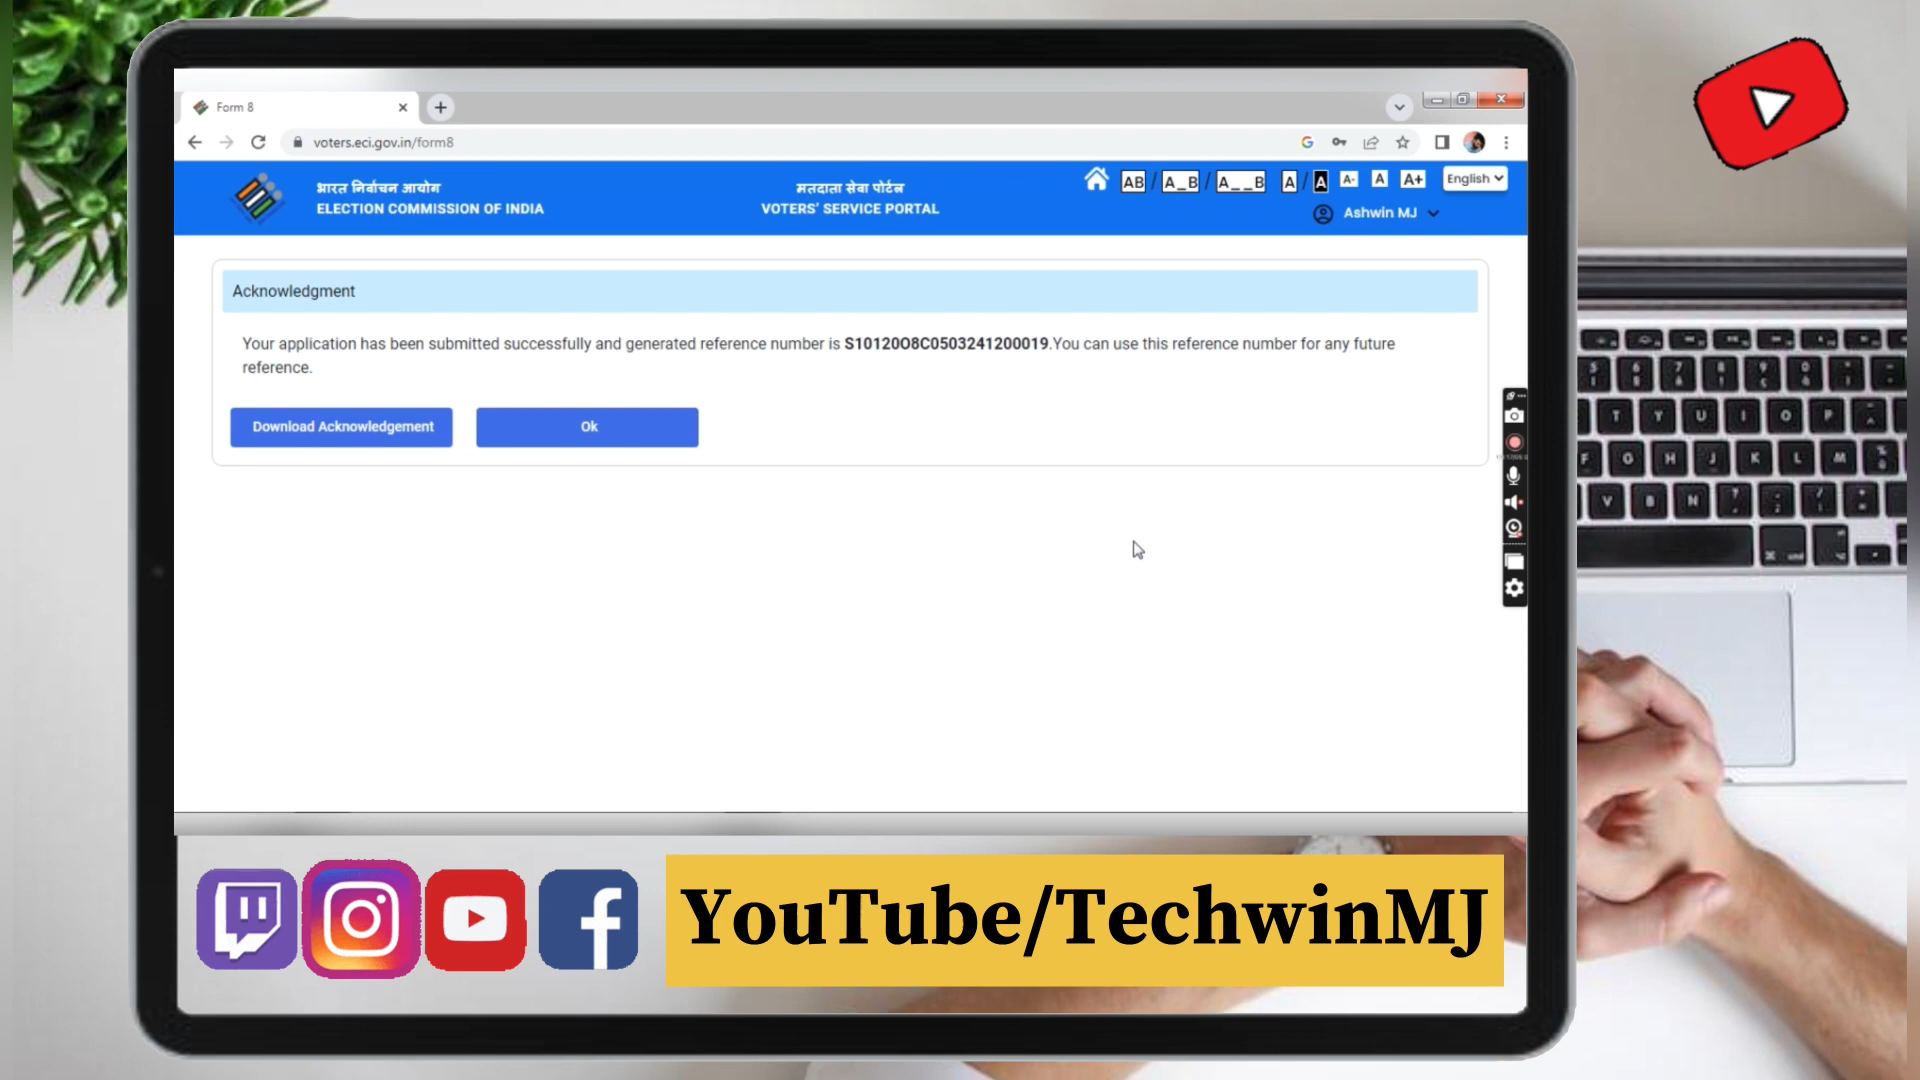 Form 8
voters.eci.gov.in/form8
भारत निर्वाचन आयोग
ELECTION COMMISSION OF INDIA
मतदाता सेवा पोर्टल
VOTERS' SERVICE PORTAL
AB / A_B / A__B A / A A- A A+ English
Ashwin MJ
Acknowledgment
Your application has been submitted successfully and generated reference number is S10120O8C0503241200019.You can use this reference number for any future
reference.
Download Acknowledgement Ok
YouTube/TechwinMJ
T Y U I O P
F G H J K L M
V B N